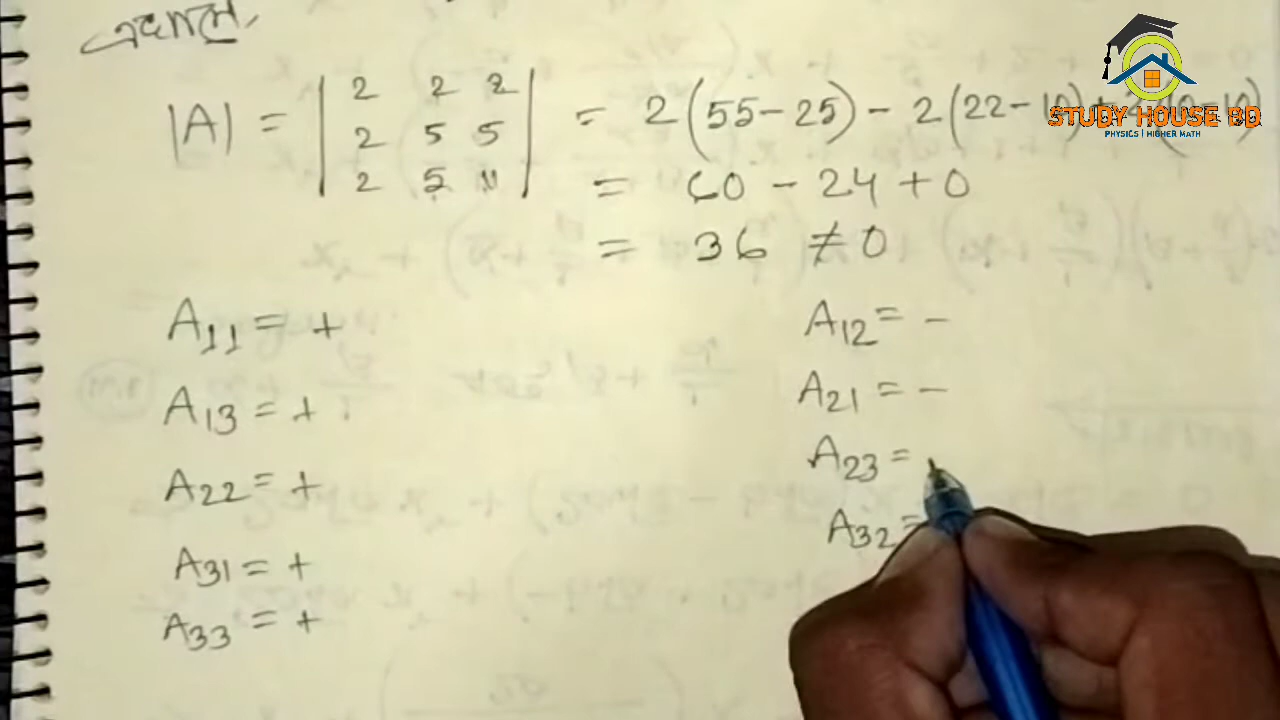 এখানে,
|A| = | 2 2 2 | = 2(55-25) - 2(22-10) +
| 2 5 5 |
| 2 5 11 | = 60 - 24 + 0
= 36 ≠ 0
A11 = + A12 = -
A13 = + A21 = -
A22 = + A23 =
A31 = + A32 =
A33 = +
STUDY HOUSE BD
PHYSICS | HIGHER MATH